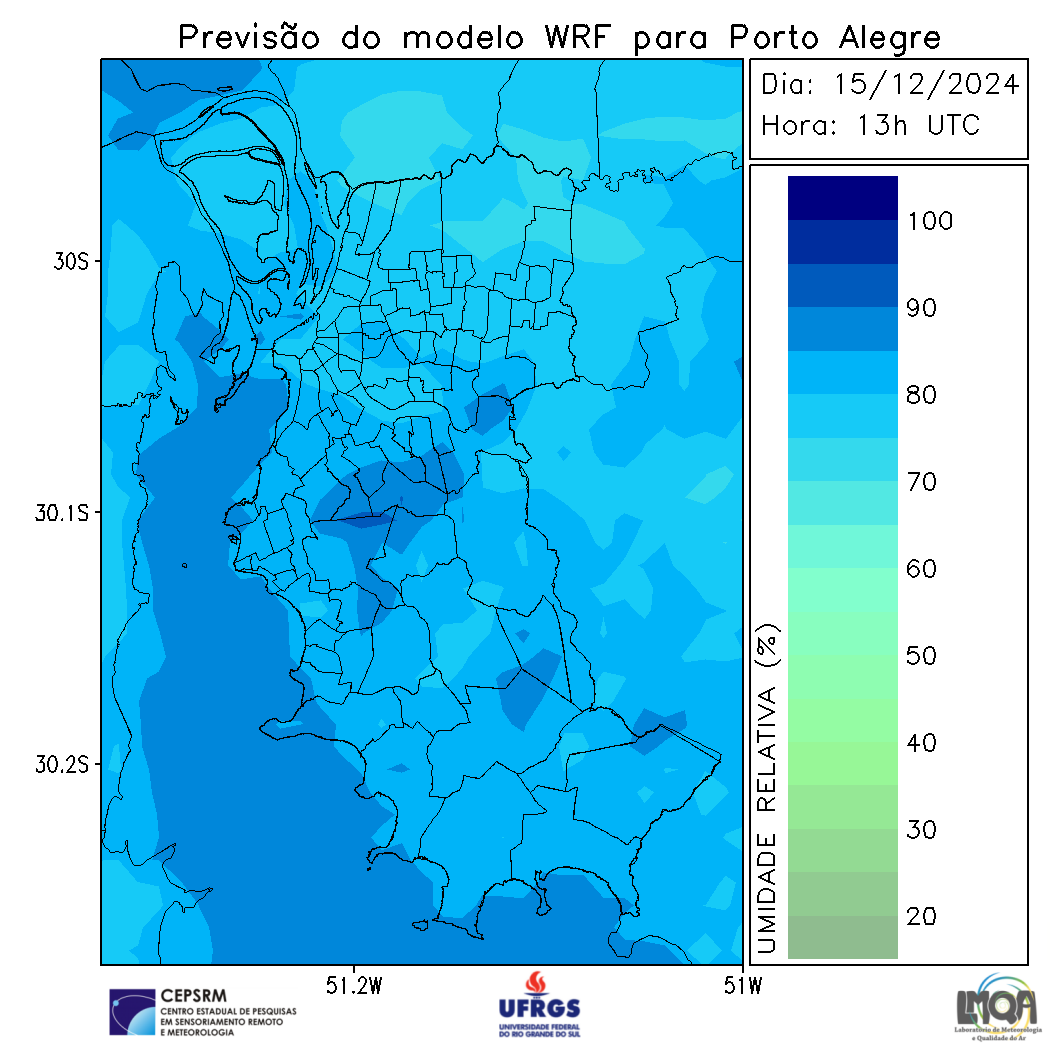 Previsão do modelo WRF para Porto Alegre
Dia: 15/12/2024
Hora: 13h UTC
100
90
80
70
60
50
40
30
20
UMIDADE RELATIVA (%)
30S
30.1S
30.2S
51.2W
51W
CEPSRM
CENTRO ESTADUAL DE PESQUISAS
EM SENSORIAMENTO REMOTO
E METEOROLOGIA
UFRGS
UNIVERSIDADE FEDERAL
DO RIO GRANDE DO SUL
LMQA
Laboratório de Meteorologia
e Qualidade do Ar